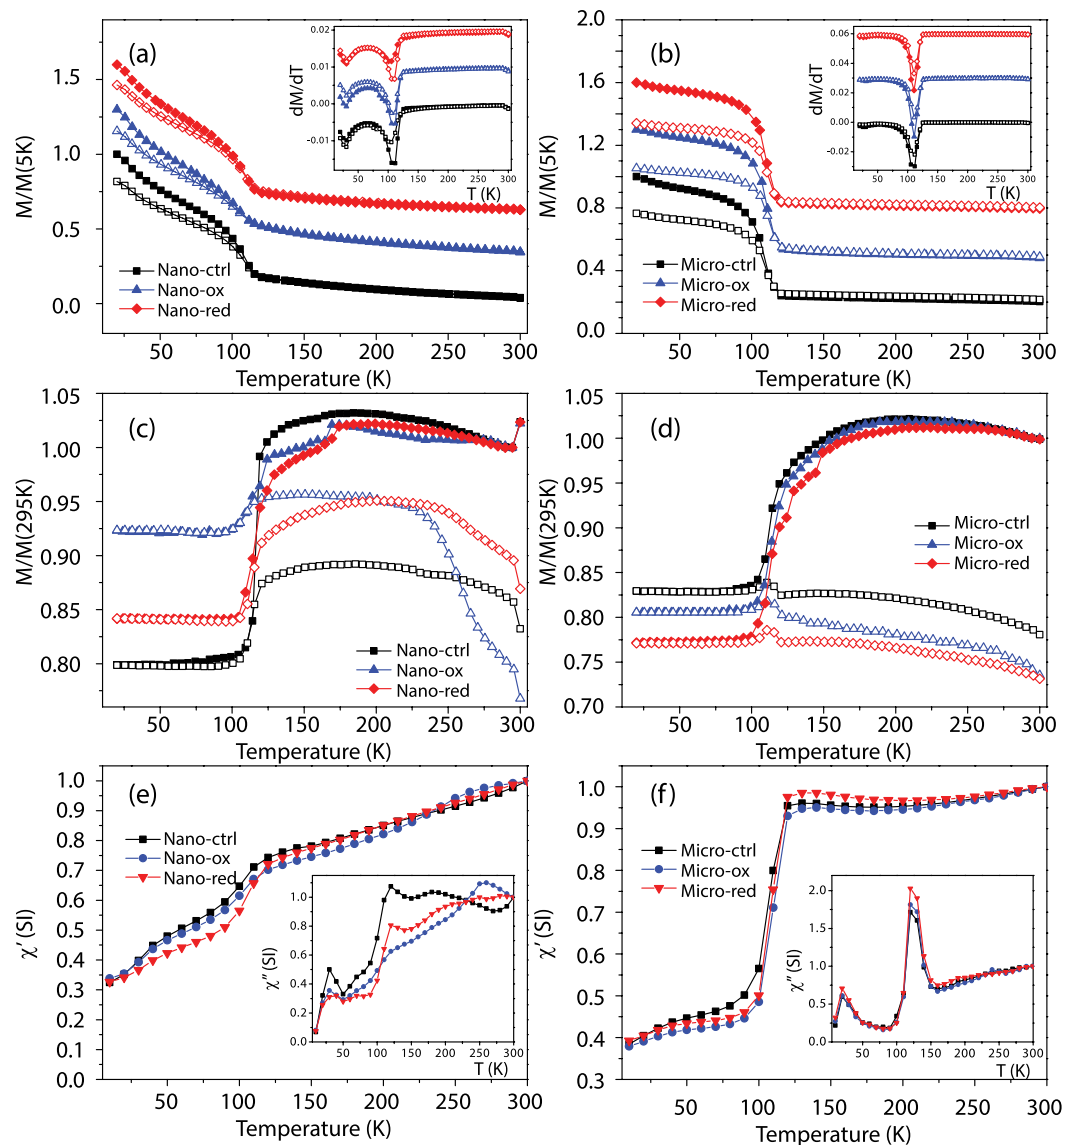 (a)
M/M(5K)
1.5
1.0
0.5
0.0
50 100 150 200 250 300
Temperature (K)
Nano-ctrl
Nano-ox
Nano-red
dM/dT
0.02
0.01
0.00
-0.01
50 100 150 200 250 300
T (K)
(b)
M/M(5K)
2.0
1.6
1.2
0.8
0.4
0.0
50 100 150 200 250 300
Temperature (K)
Micro-ctrl
Micro-ox
Micro-red
dM/dT
0.06
0.04
0.02
0.00
-0.02
50 100 150 200 250 300
T (K)
(c)
M/M(295K)
1.05
1.00
0.95
0.90
0.85
0.80
50 100 150 200 250 300
Temperature (K)
Nano-ctrl
Nano-ox
Nano-red
(d)
M/M(295K)
1.05
1.00
0.95
0.90
0.85
0.80
0.75
0.70
50 100 150 200 250 300
Temperature (K)
Micro-ctrl
Micro-ox
Micro-red
(e)
χ′ (SI)
1.0
0.9
0.8
0.7
0.6
0.5
0.4
0.3
0.2
0.1
0.0
50 100 150 200 250 300
Temperature (K)
Nano-ctrl
Nano-ox
Nano-red
χ″ (SI)
1.0
0.8
0.6
0.4
0.2
0.0
50 100 150 200 250 300
T (K)
(f)
χ′ (SI)
1.0
0.9
0.8
0.7
0.6
0.5
0.4
0.3
50 100 150 200 250 300
Temperature (K)
Micro-ctrl
Micro-ox
Micro-red
χ″ (SI)
2.0
1.5
1.0
0.5
0.0
50 100 150 200 250 300
T (K)